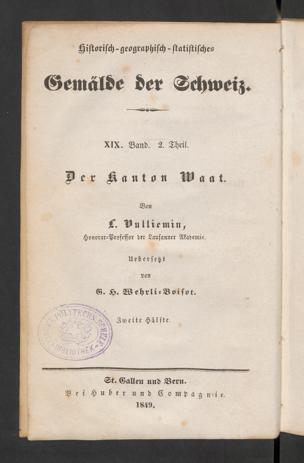 Historisch-geographisch-statistisches
Gemälde der Schweiz.
XIX. Band. 2. Theil.
Der Kanton Waat.
Von
L. Vulliemin,
Honorar-Professor der Lausanner Akademie.
Uebersetzt
von
G. H. Wehrli-Boisot.
Zweite Hälfte.
BIBLIOTHEK
St. Gallen und Bern.
Bei Huber und Compagnie.
1849.